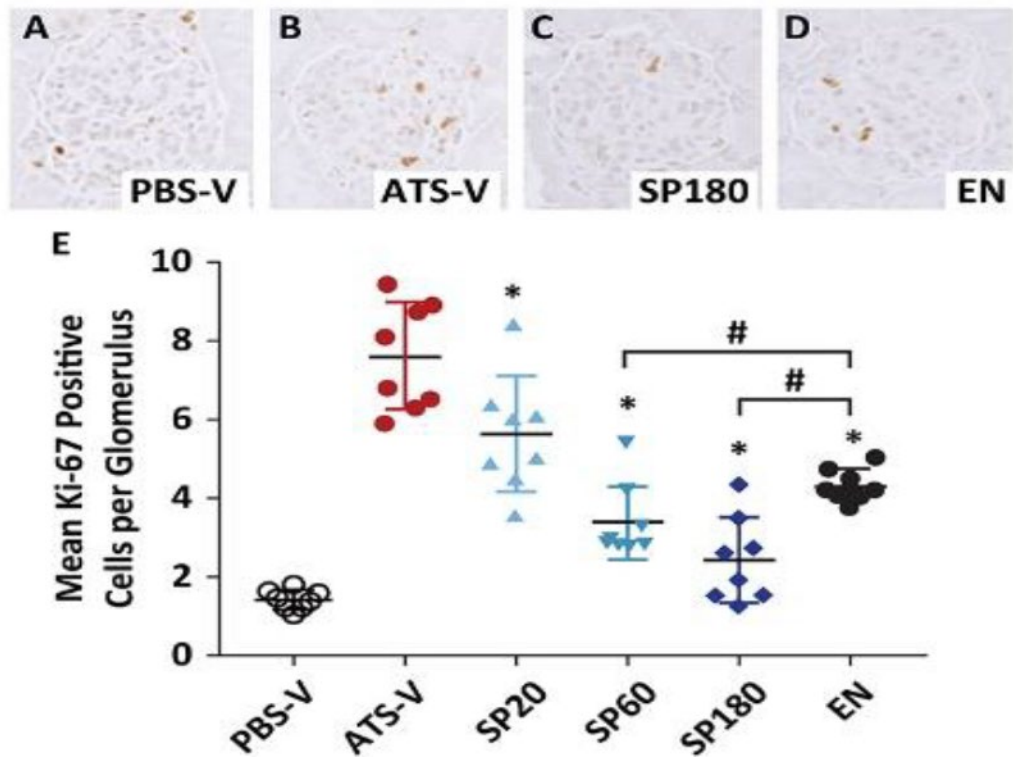 A
B
C
D
PBS-V
ATS-V
SP180
EN
E
Mean Ki-67 Positive
Cells per Glomerulus
10
8
6
4
2
0
*
#
*
#
*
*
PBS-V
ATS-V
SP20
SP60
SP180
EN